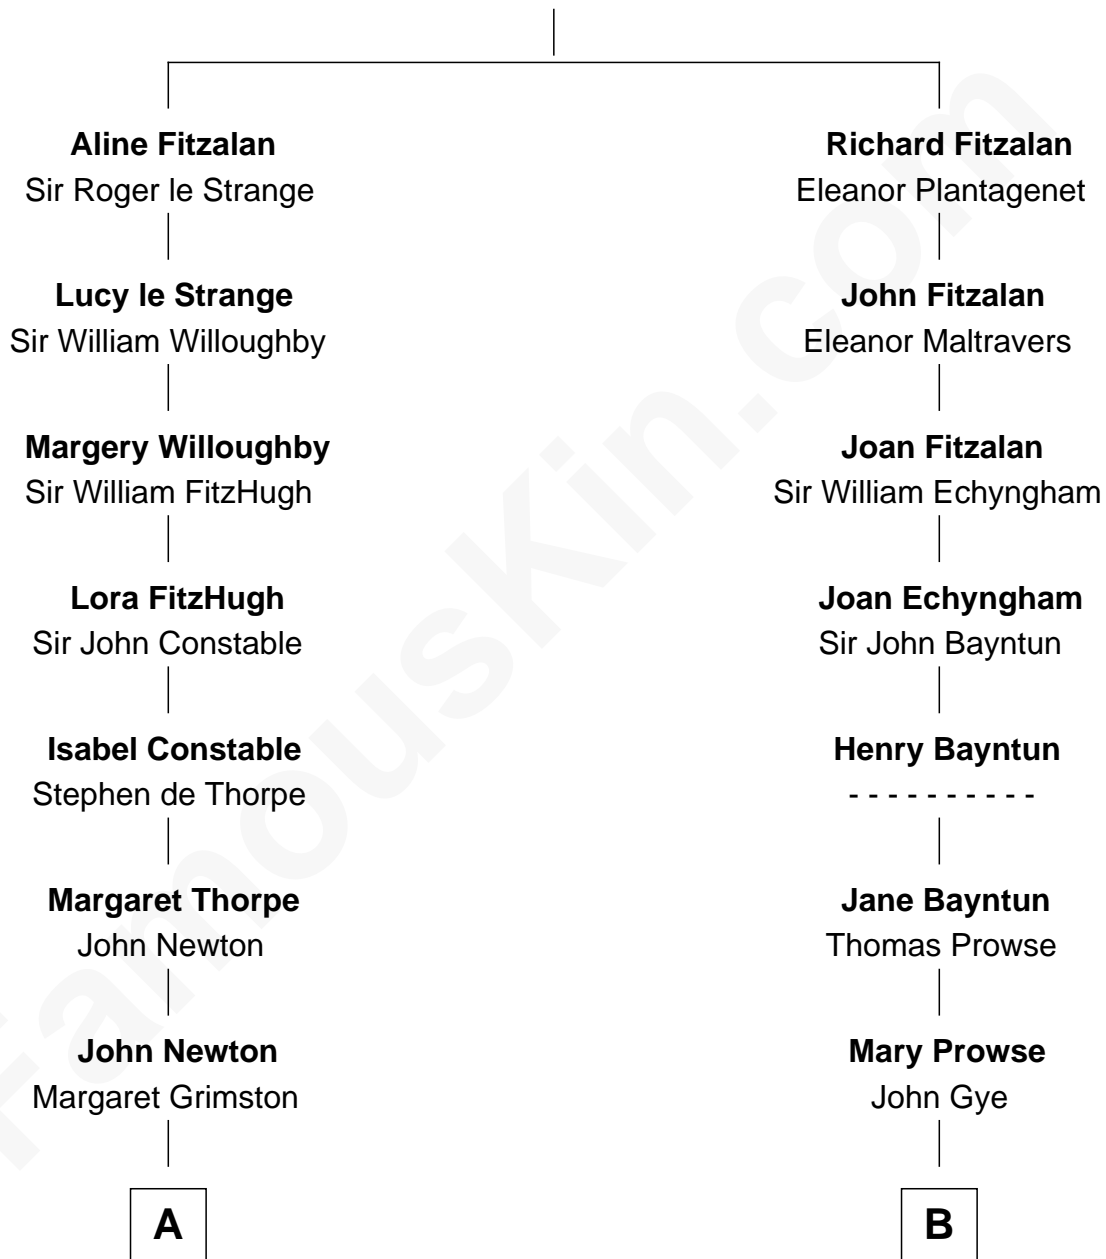 Aline Fitzalan
Sir Roger le Strange
Lucy le Strange
Sir William Willoughby
Margery Willoughby
Sir William FitzHugh
Lora FitzHugh
Sir John Constable
Isabel Constable
Stephen de Thorpe
Margaret Thorpe
John Newton
John Newton
Margaret Grimston
A
Richard Fitzalan
Eleanor Plantagenet
John Fitzalan
Eleanor Maltravers
Joan Fitzalan
Sir William Echyngham
Joan Echyngham
Sir John Bayntun
Henry Bayntun
- - - - - - - - - -
Jane Bayntun
Thomas Prowse
Mary Prowse
John Gye
B
FamousKin.com